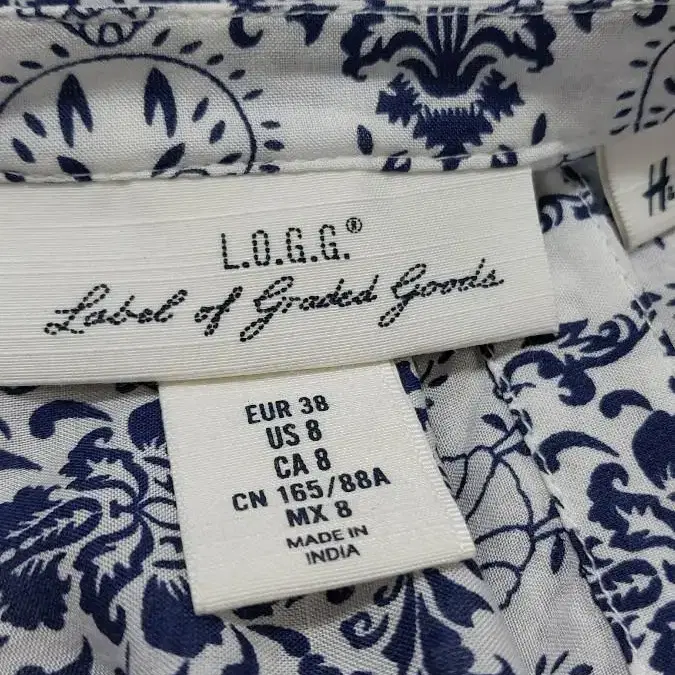 L.O.G.G.®
Label of Graded Goods
H&
EUR 38
US 8
CA 8
CN 165/88A
MX 8
MADE IN
INDIA